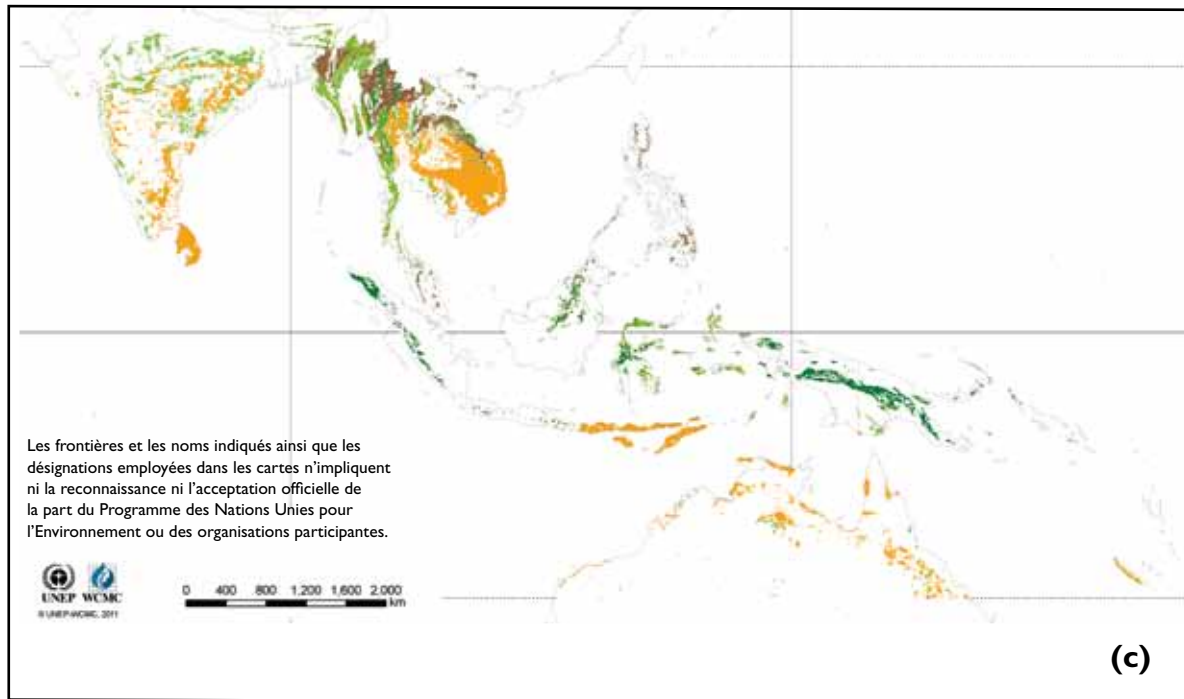 Les frontières et les noms indiqués ainsi que les
désignations employées dans les cartes n'impliquent
ni la reconnaissance ni l'acceptation officielle de
la part du Programme des Nations Unies pour
l'Environnement ou des organisations participantes.
UNEP WCMC
© UNEP-WCMC, 2011
0 400 800 1,200 1,600 2,000
km
(c)